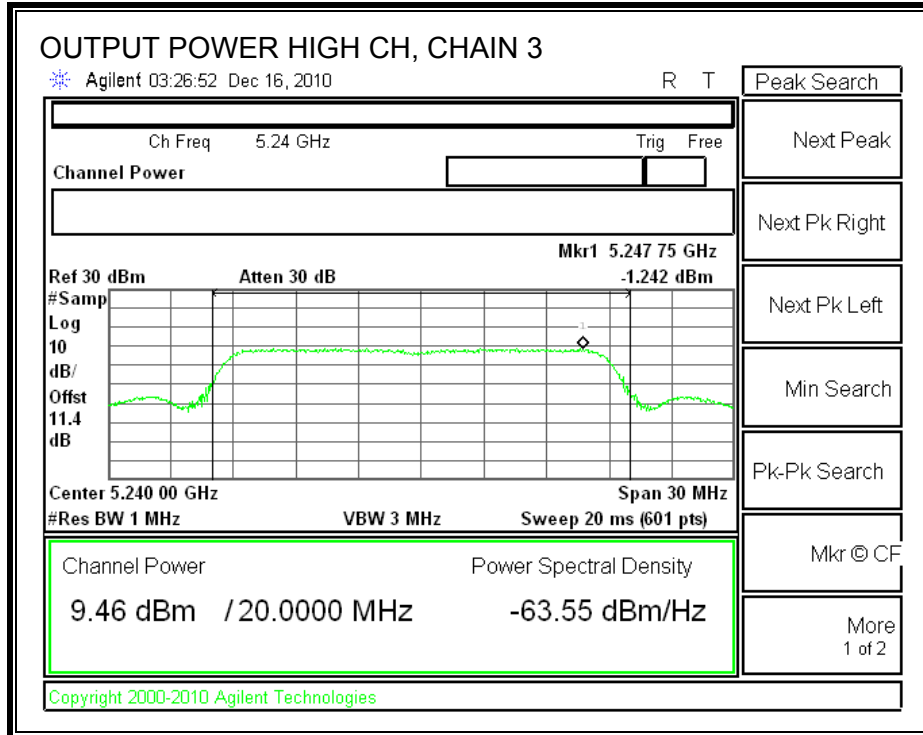 OUTPUT POWER HIGH CH, CHAIN 3
Agilent 03:26:52 Dec 16, 2010 R T
Peak Search
Ch Freq 5.24 GHz Trig Free
Channel Power
Next Peak
Next Pk Right
Mkr1 5.247 75 GHz
Ref 30 dBm Atten 30 dB -1.242 dBm
#Samp
Log
10
dB/
Offst
11.4
dB
1
Next Pk Left
Min Search
Pk-Pk Search
Center 5.240 00 GHz Span 30 MHz
#Res BW 1 MHz VBW 3 MHz Sweep 20 ms (601 pts)
Channel Power Power Spectral Density
9.46 dBm / 20.0000 MHz -63.55 dBm/Hz
Mkr © CF
More
1 of 2
Copyright 2000-2010 Agilent Technologies